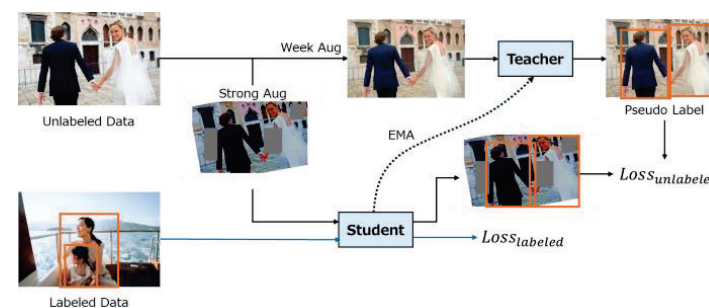 Week Aug
Teacher
Strong Aug
Unlabeled Data
Pseudo Label
EMA
Loss_unlabele
Student
Loss_labeled
Labeled Data